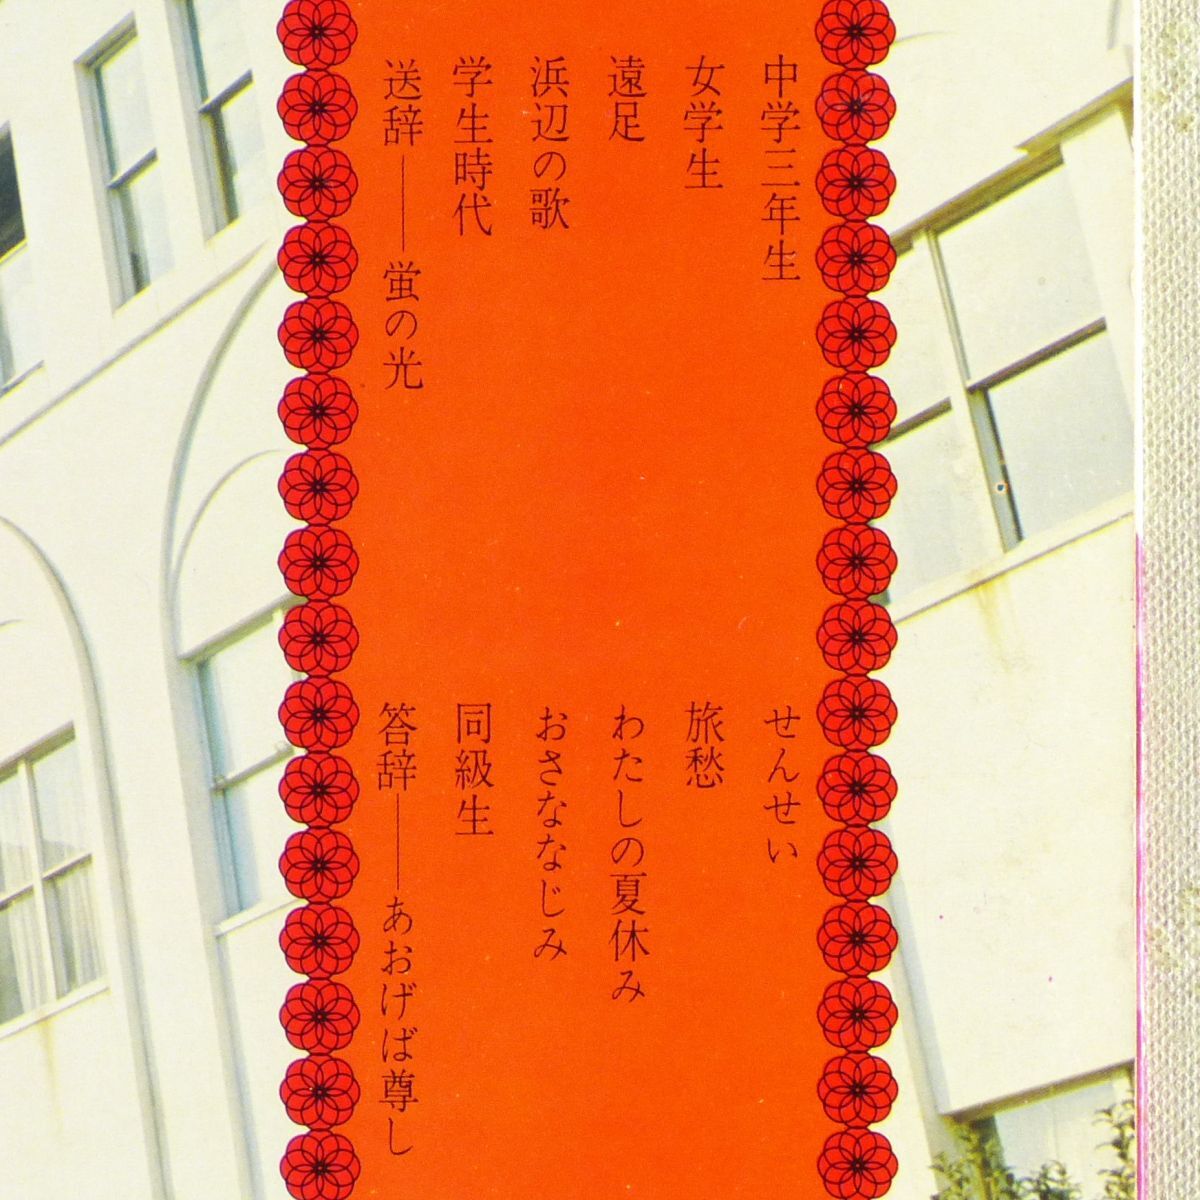 中学三年生
女学生
遠足
浜辺の歌
学生時代
送辞——蛍の光
せんせい
旅愁
わたしの夏休み
おさななじみ
同級生
答辞——あおげば尊し